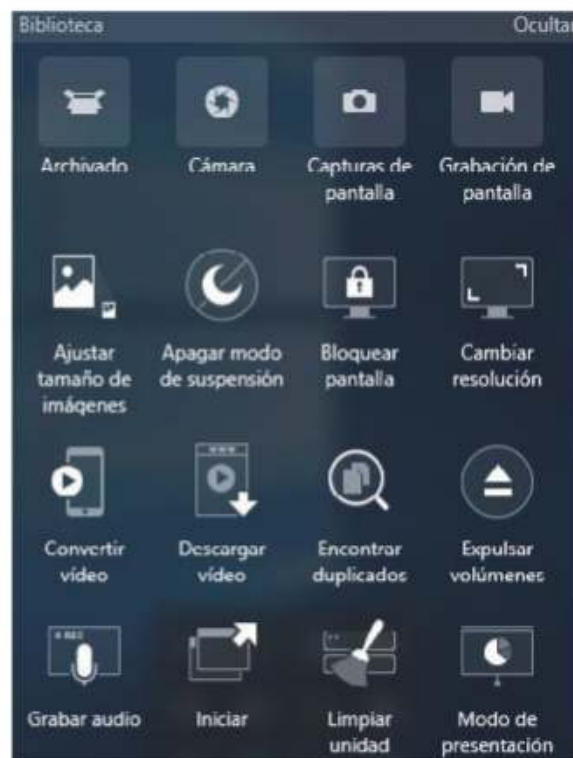 Biblioteca Ocultar
Archivado Cámara Capturas de Grabación de
pantalla pantalla
Ajustar Apagar modo Bloquear Cambiar
tamaño de de suspensión pantalla resolución
imágenes
Convertir Descargar Encontrar Expulsar
vídeo vídeo duplicados volúmenes
REC
Grabar audio Iniciar Limpiar Modo de
unidad presentación